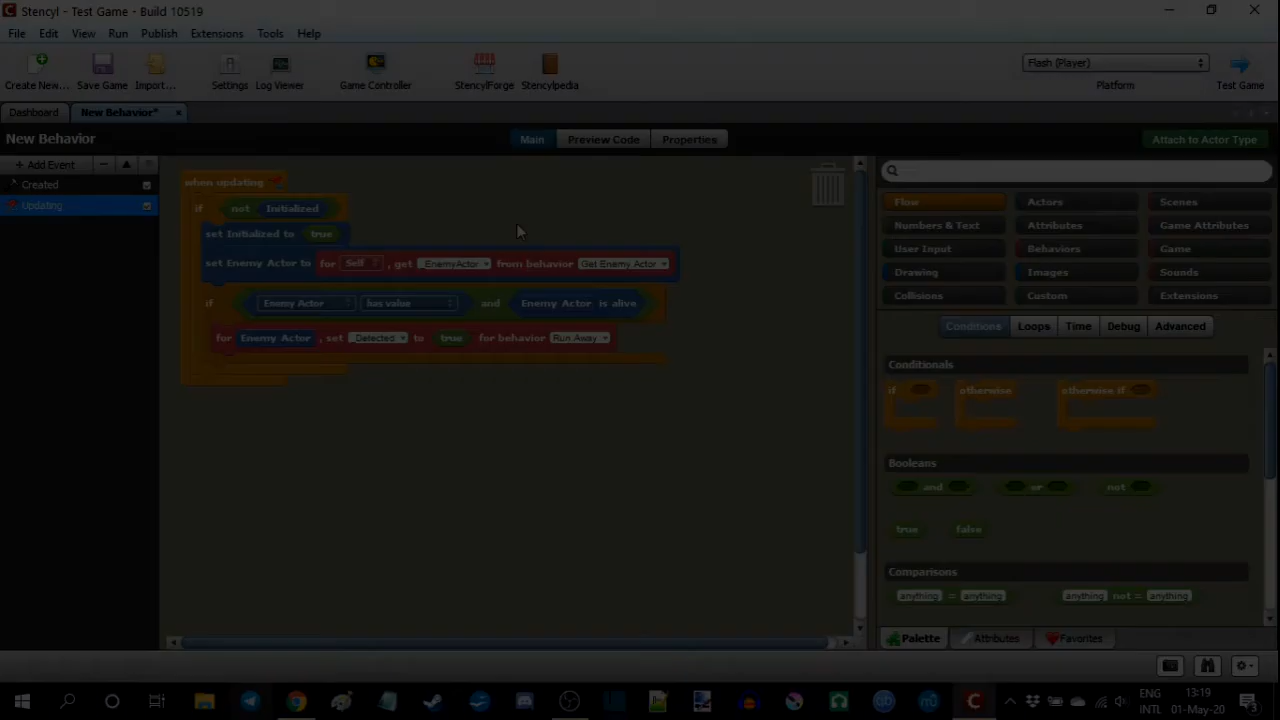 Stencyl - Test Game - Build 10519
File Edit View Run Publish Extensions Tools Help
Create New... Save Game Import... Settings Log Viewer Game Controller StencylForge Stencylpedia
Flash (Player)
Platform
Test Game
Dashboard New Behavior*
New Behavior
Main Preview Code Properties
Attach to Actor Type
+ Add Event
Created
Updating
when updating
if not Initialized
set Initialized to true
set Enemy Actor to for Self , get _EnemyActor from behavior Get Enemy Actor
if Enemy Actor has value and Enemy Actor is alive
for Enemy Actor , set _Detected to true for behavior Run Away
Flow Actors Scenes
Numbers & Text Attributes Game Attributes
User Input Behaviors Game
Drawing Images Sounds
Collisions Custom Extensions
Conditions Loops Time Debug Advanced
Conditionals
if otherwise otherwise if
Booleans
and or not
true false
Comparisons
anything = anything anything not = anything
Palette Attributes Favorites
ENG
INTL
13:19
01-May-20
3